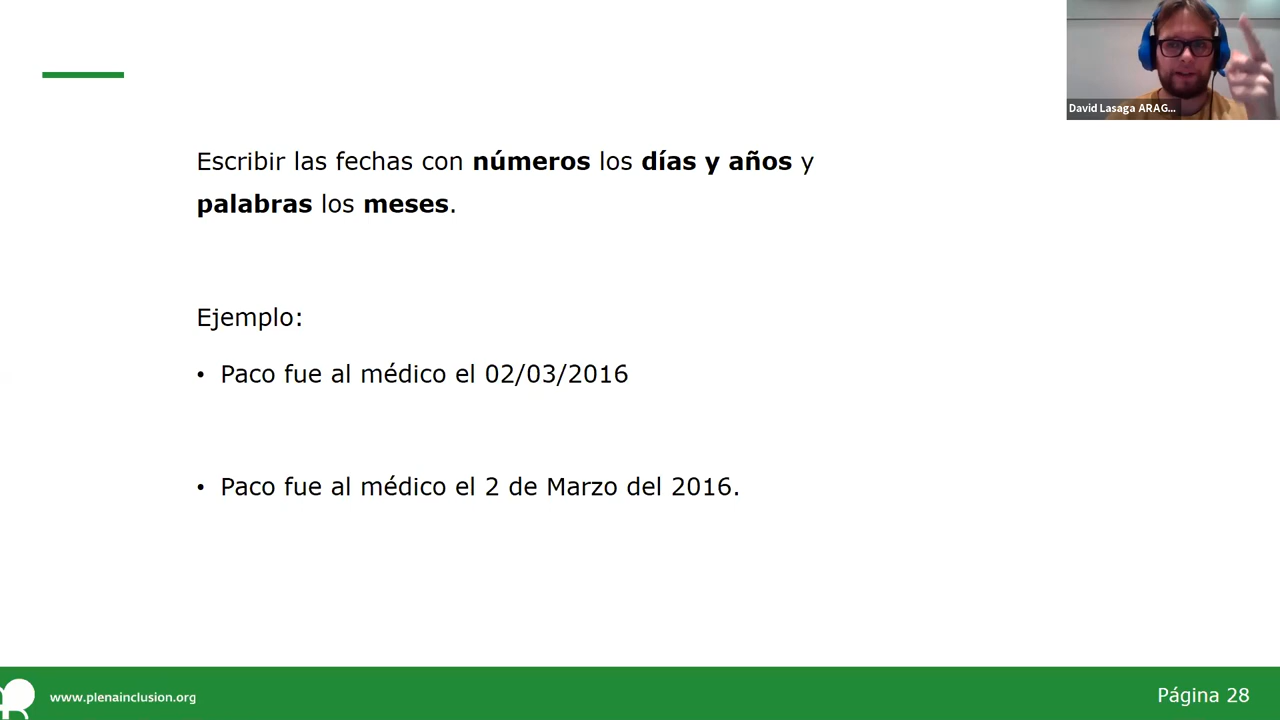 David Lasaga ARAG...
Escribir las fechas con números los días y años y
palabras los meses.
Ejemplo:
• Paco fue al médico el 02/03/2016
• Paco fue al médico el 2 de Marzo del 2016.
www.plenainclusion.org
Página 28